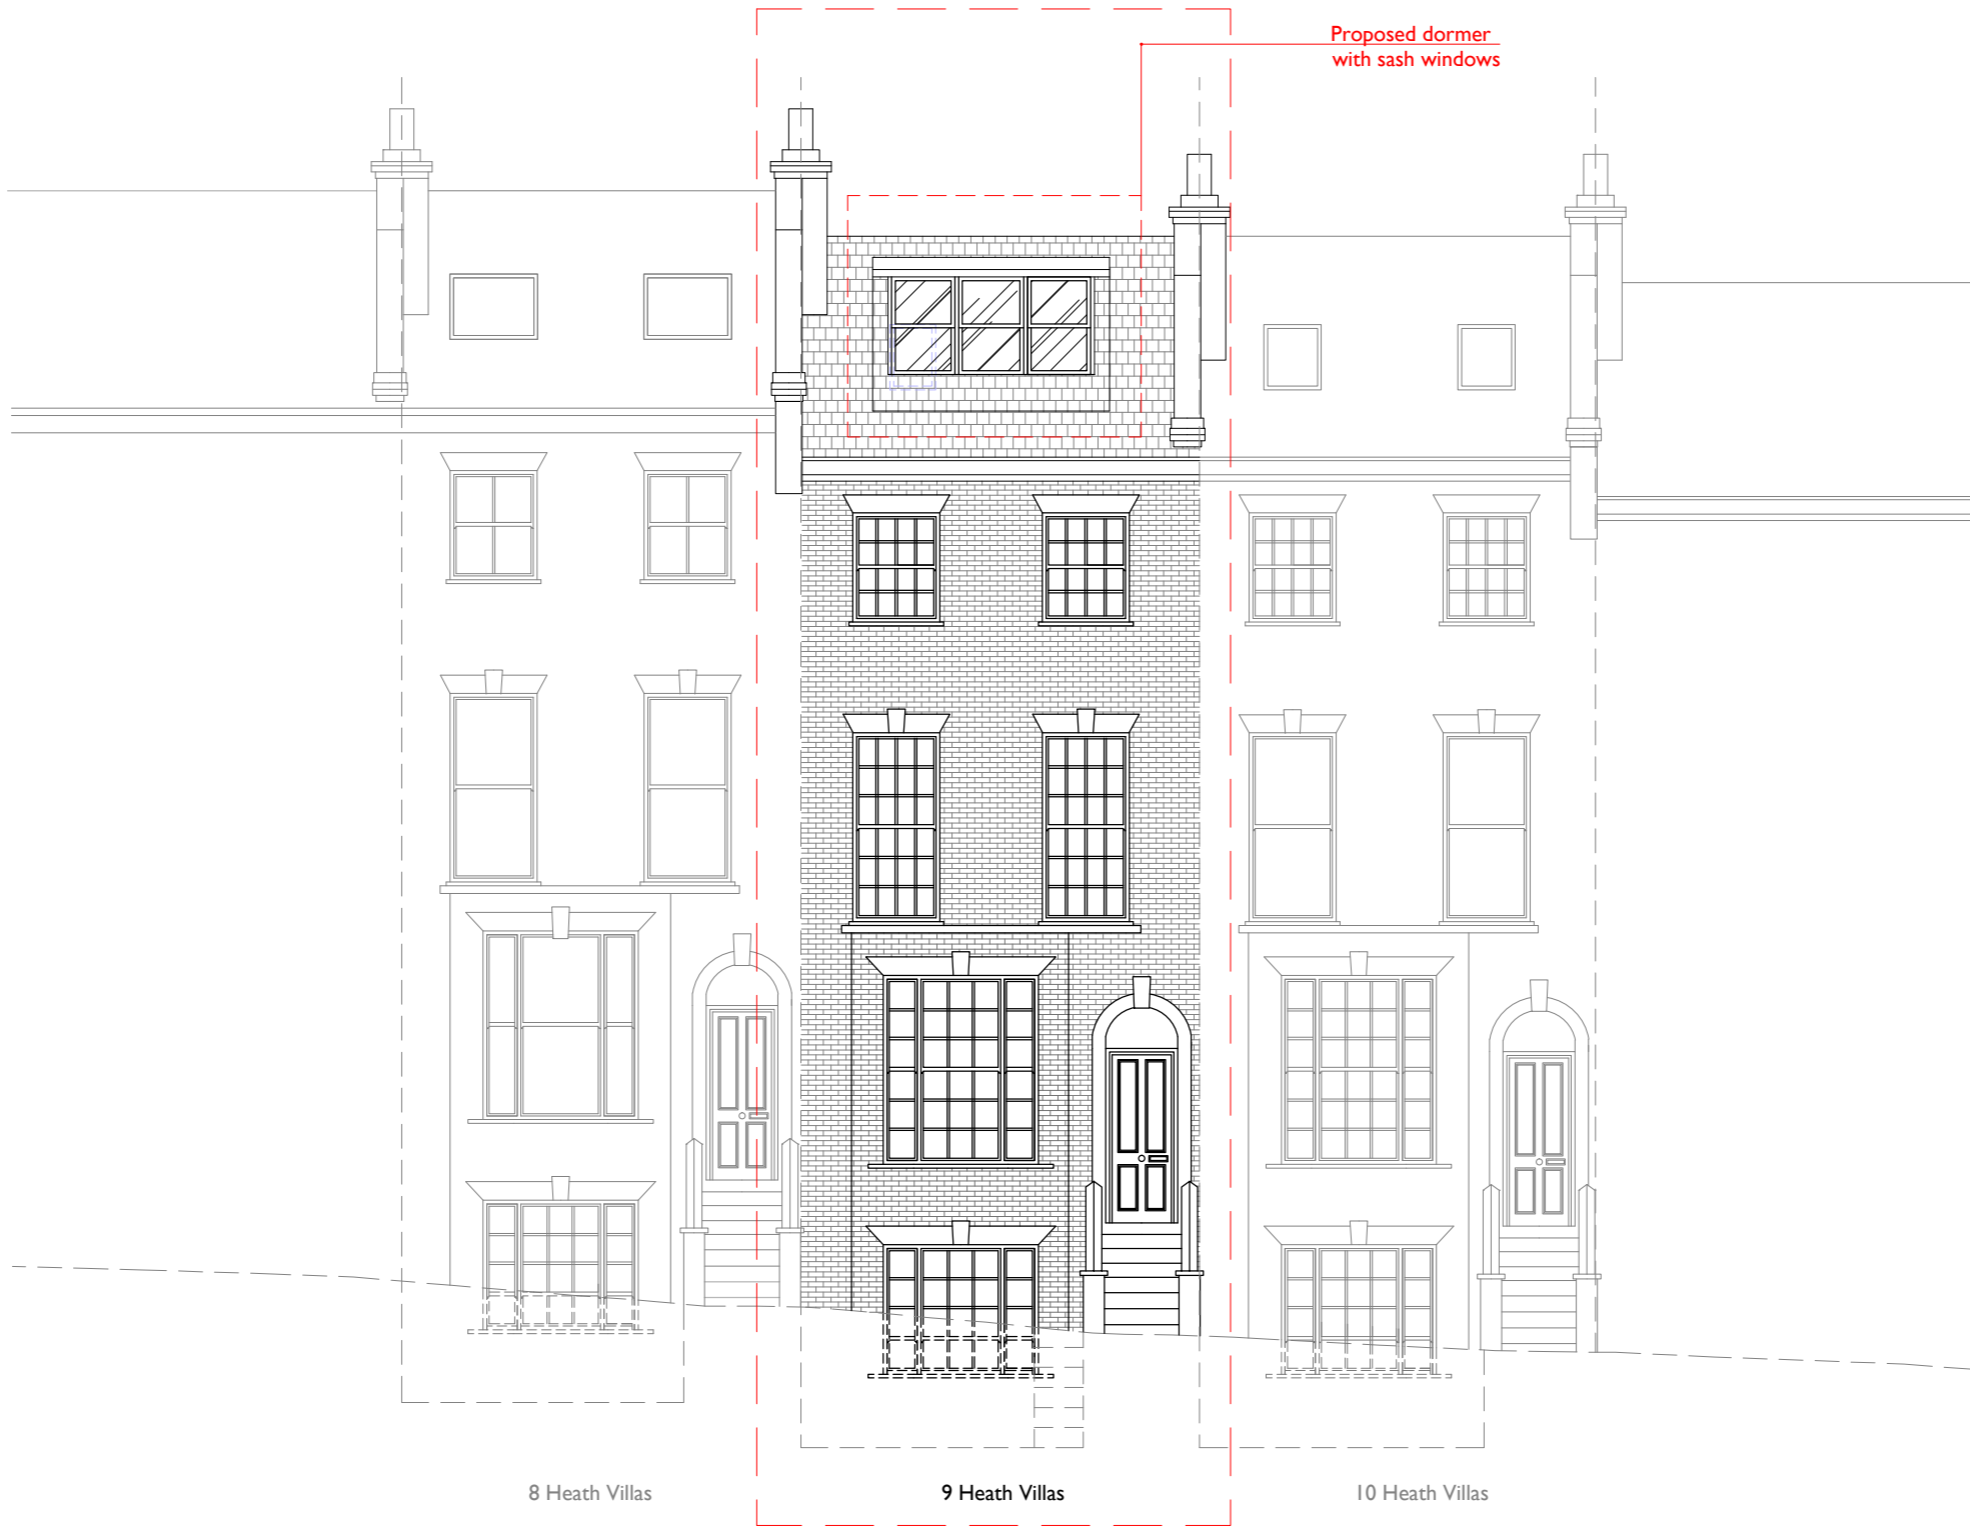 Proposed dormer
with sash windows
8 Heath Villas
9 Heath Villas
10 Heath Villas